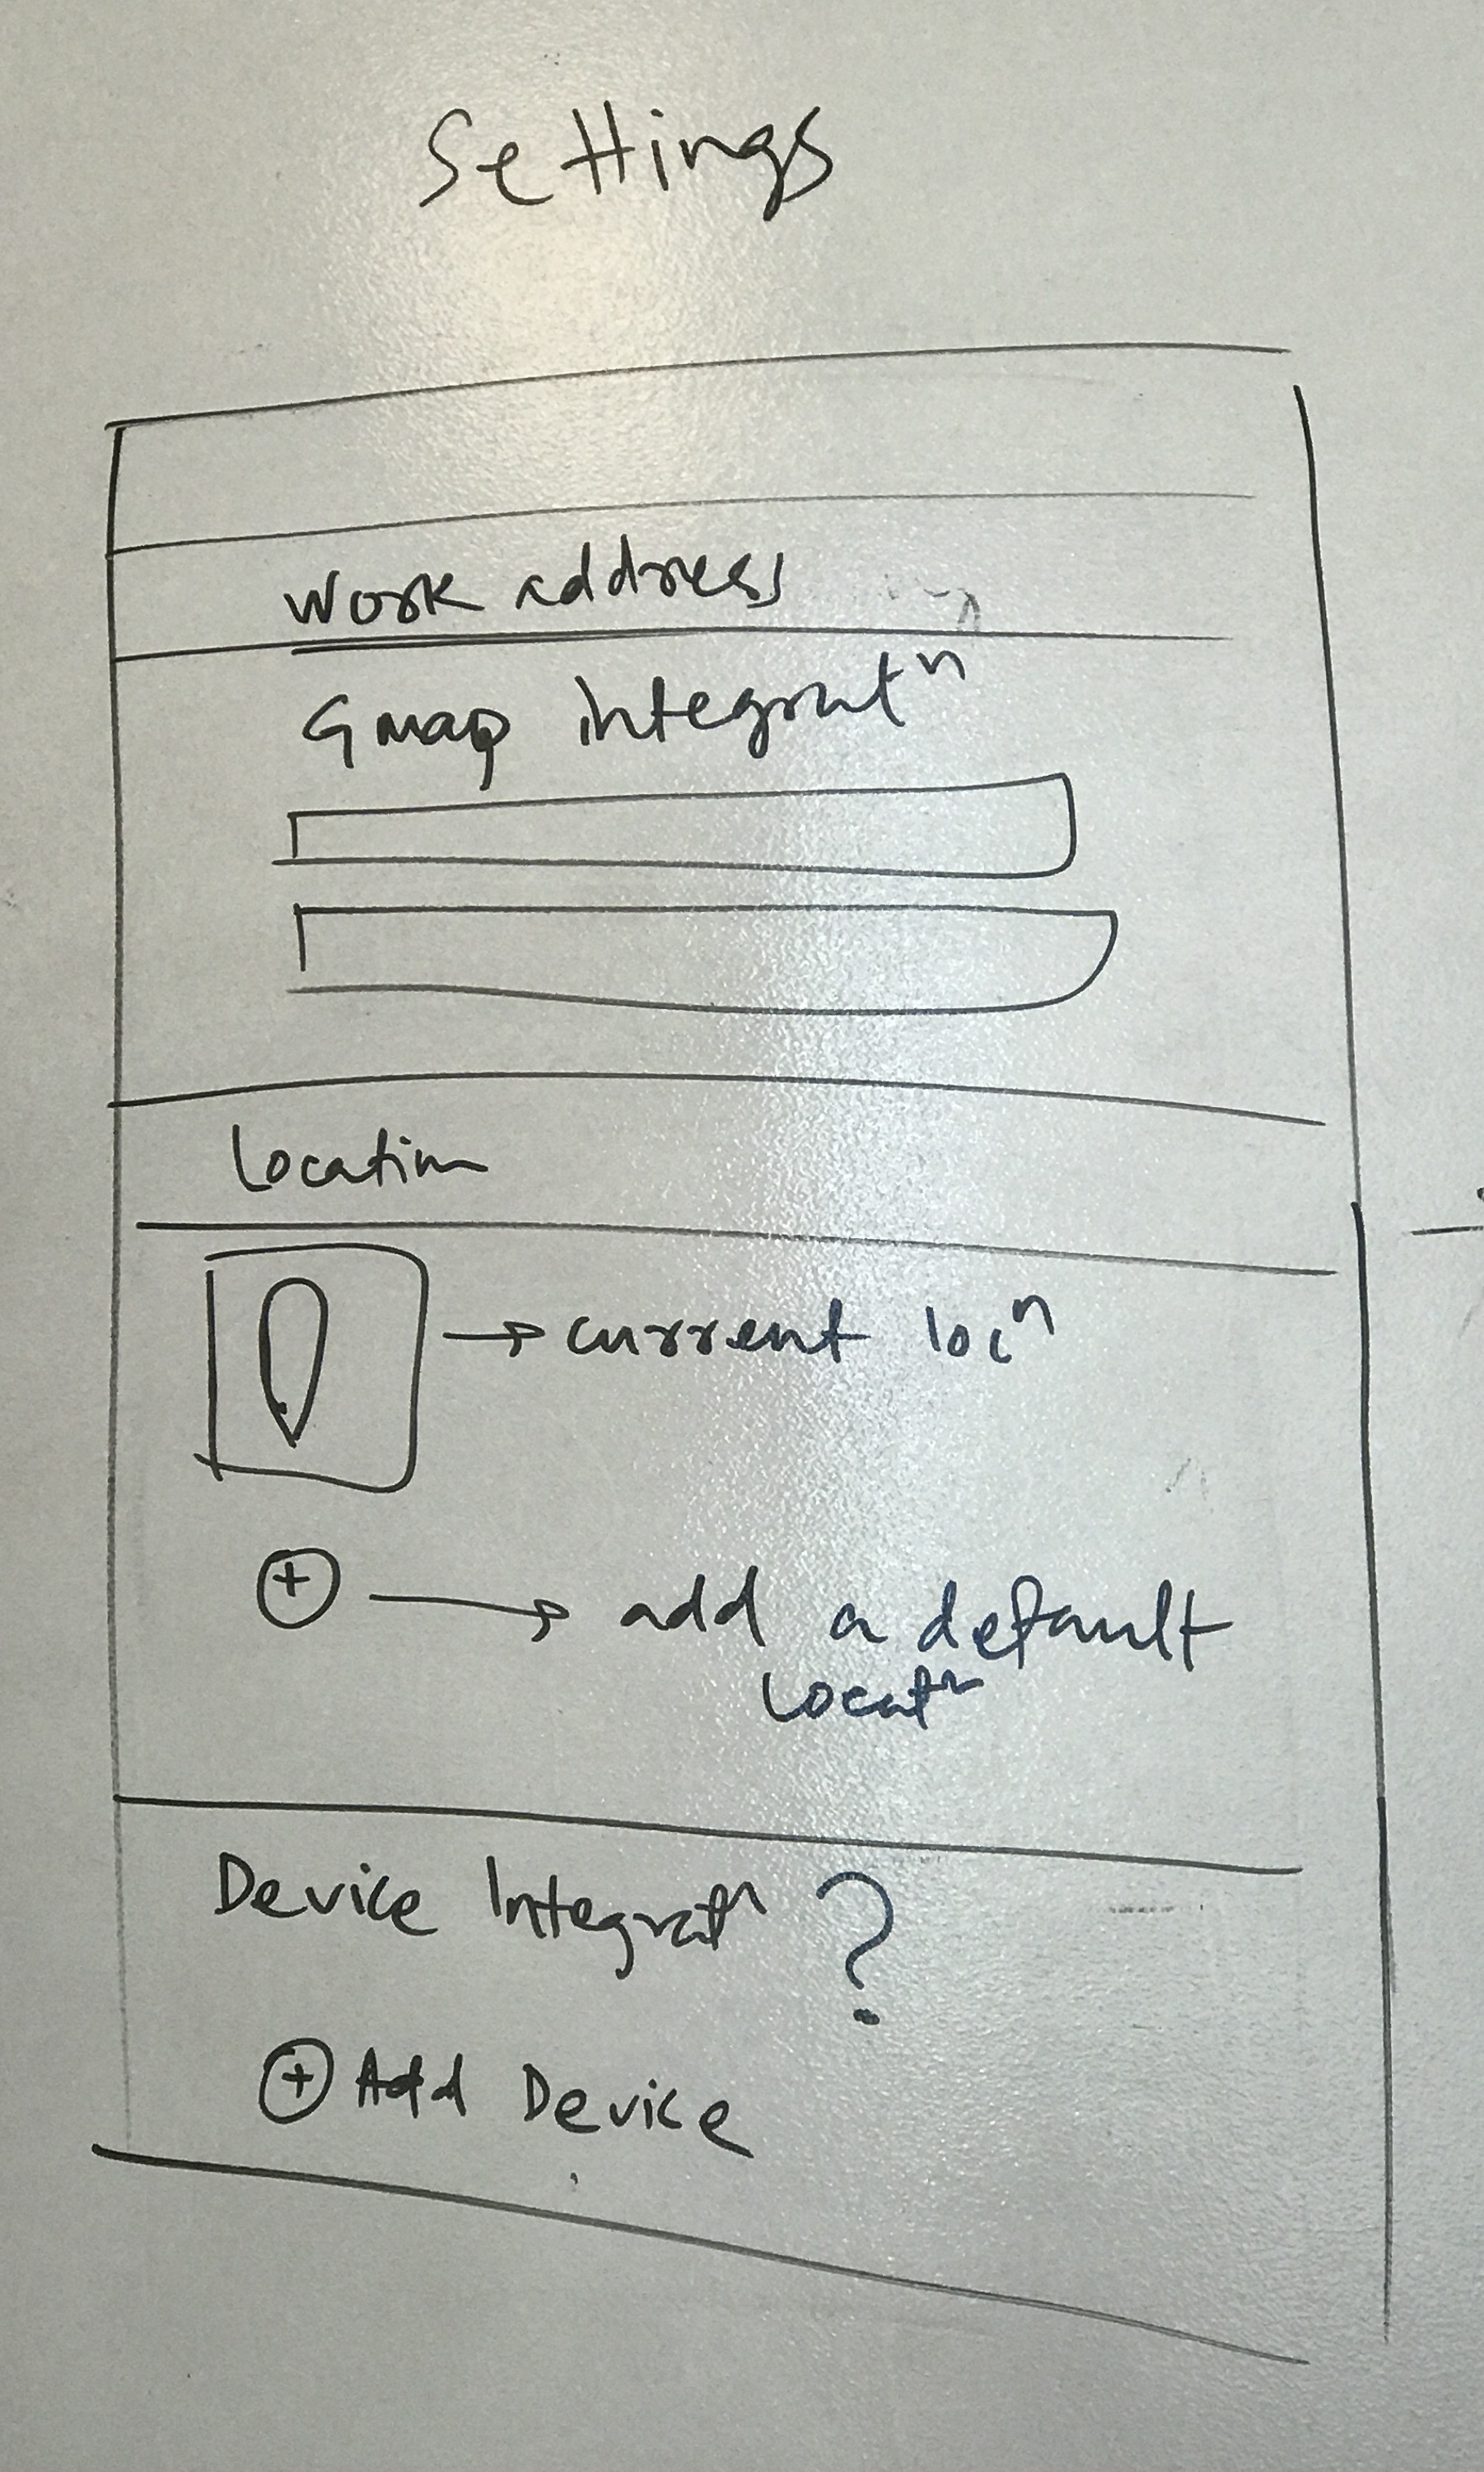 Settings
Work address
Gmap integratⁿ
Location
→ current locⁿ
+ → add a default
locatⁿ
Device Integratⁿ ?
+ Add Device